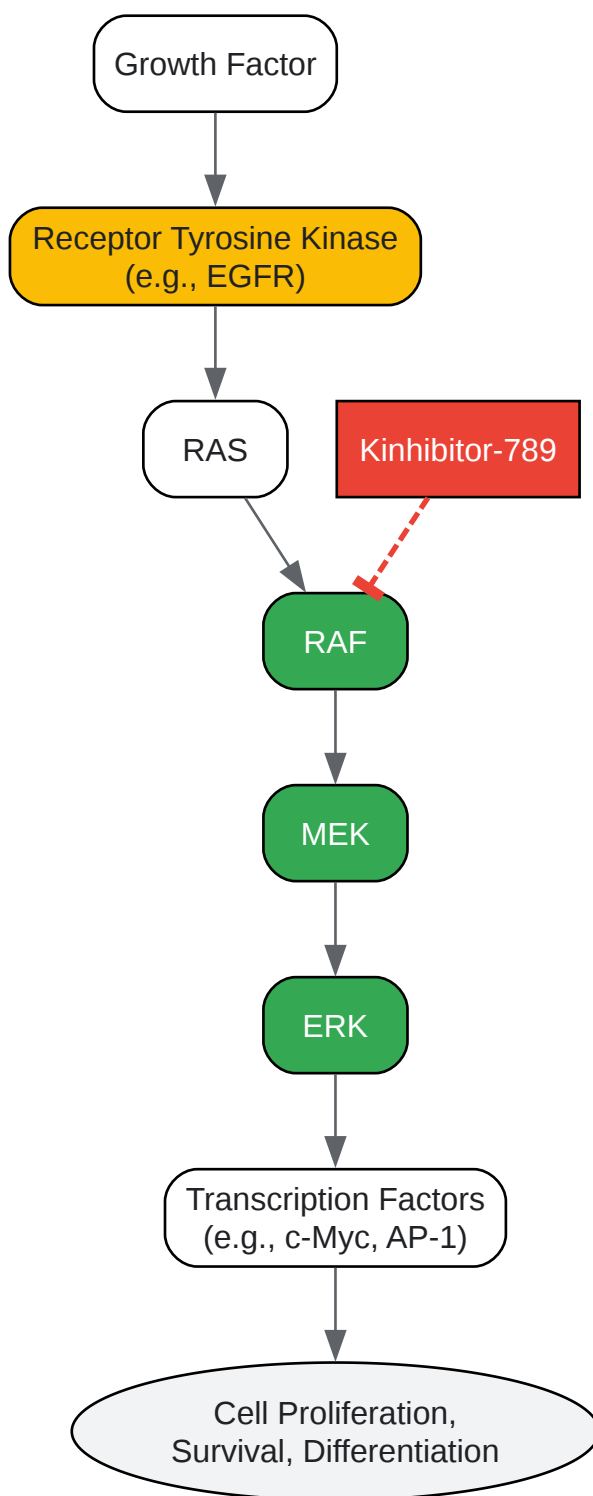 Growth Factor
Receptor Tyrosine Kinase
(e.g., EGFR)
RAS
Kinhibitor-789
RAF
MEK
ERK
Transcription Factors
(e.g., c-Myc, AP-1)
Cell Proliferation,
Survival, Differentiation